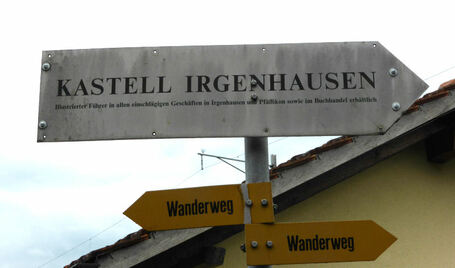 KASTELL IRGENHAUSEN
Illustrierter Führer in allen einschlägigen Geschäften in Irgenhausen und Pfäffikon sowie im Buchhandel erhältlich
Wanderweg
Wanderweg